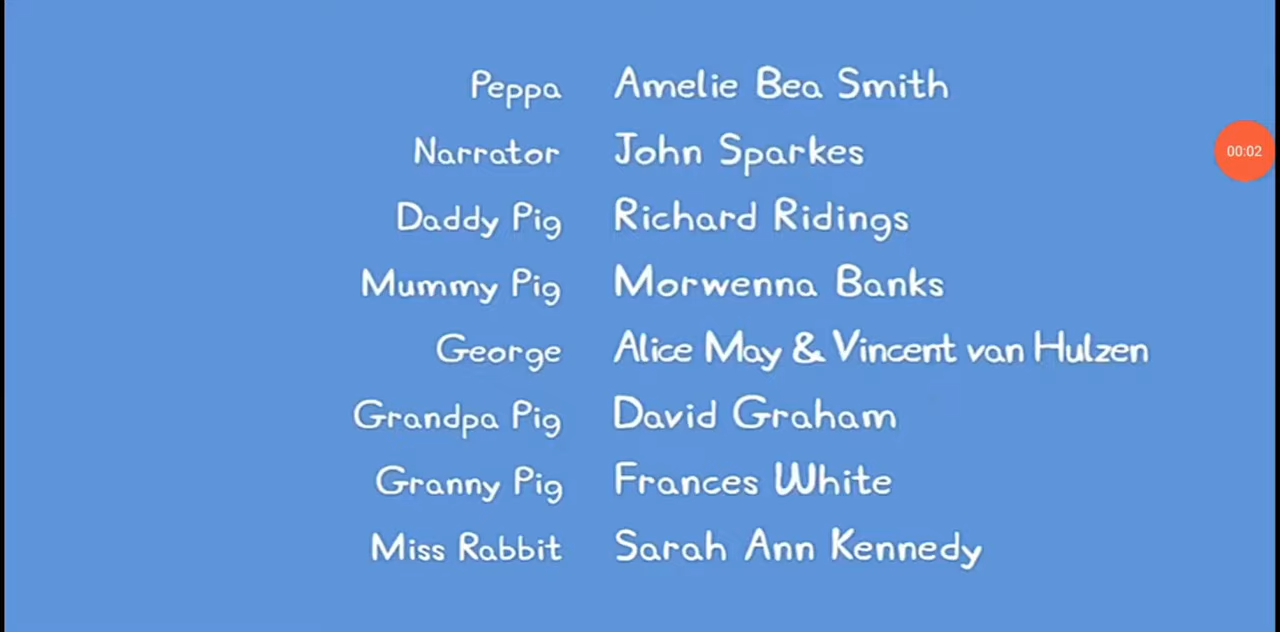 Peppa Amelie Bea Smith
00:02
Narrator John Sparkes
Daddy Pig Richard Ridings
Mummy Pig Morwenna Banks
George Alice May & Vincent van Hulzen
Grandpa Pig David Graham
Granny Pig Frances White
Miss Rabbit Sarah Ann Kennedy